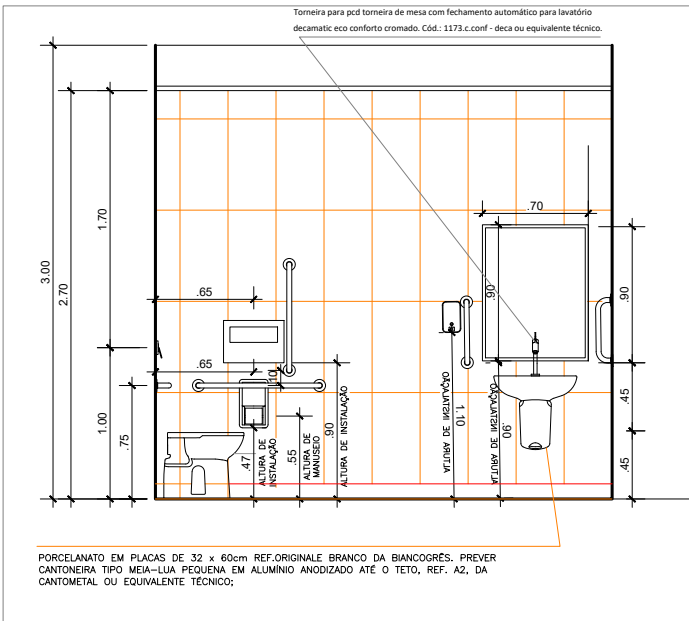 Torneira para pcd torneira de mesa com fechamento automático para lavatório
decamatic eco conforto cromado. Cód.: 1173.c.conf - deca ou equivalente técnico.
.70
1.70
3.00
2.70
.65
.90
.90
.65
.10
1.00
.75
.47
ALTURA DE
INSTALAÇÃO
.55
ALTURA DE
MANUSEIO
.90
ALTURA DE INSTALAÇÃO
ALTURA DE INSTALAÇÃO
1.10
ALTURA DE INSTALAÇÃO
.90
.45
.45
PORCELANATO EM PLACAS DE 32 x 60cm REF.ORIGINALE BRANCO DA BIANCOGRÊS. PREVER
CANTONEIRA TIPO MEIA-LUA PEQUENA EM ALUMÍNIO ANODIZADO ATÉ O TETO, REF. A2, DA
CANTOMETAL OU EQUIVALENTE TÉCNICO;